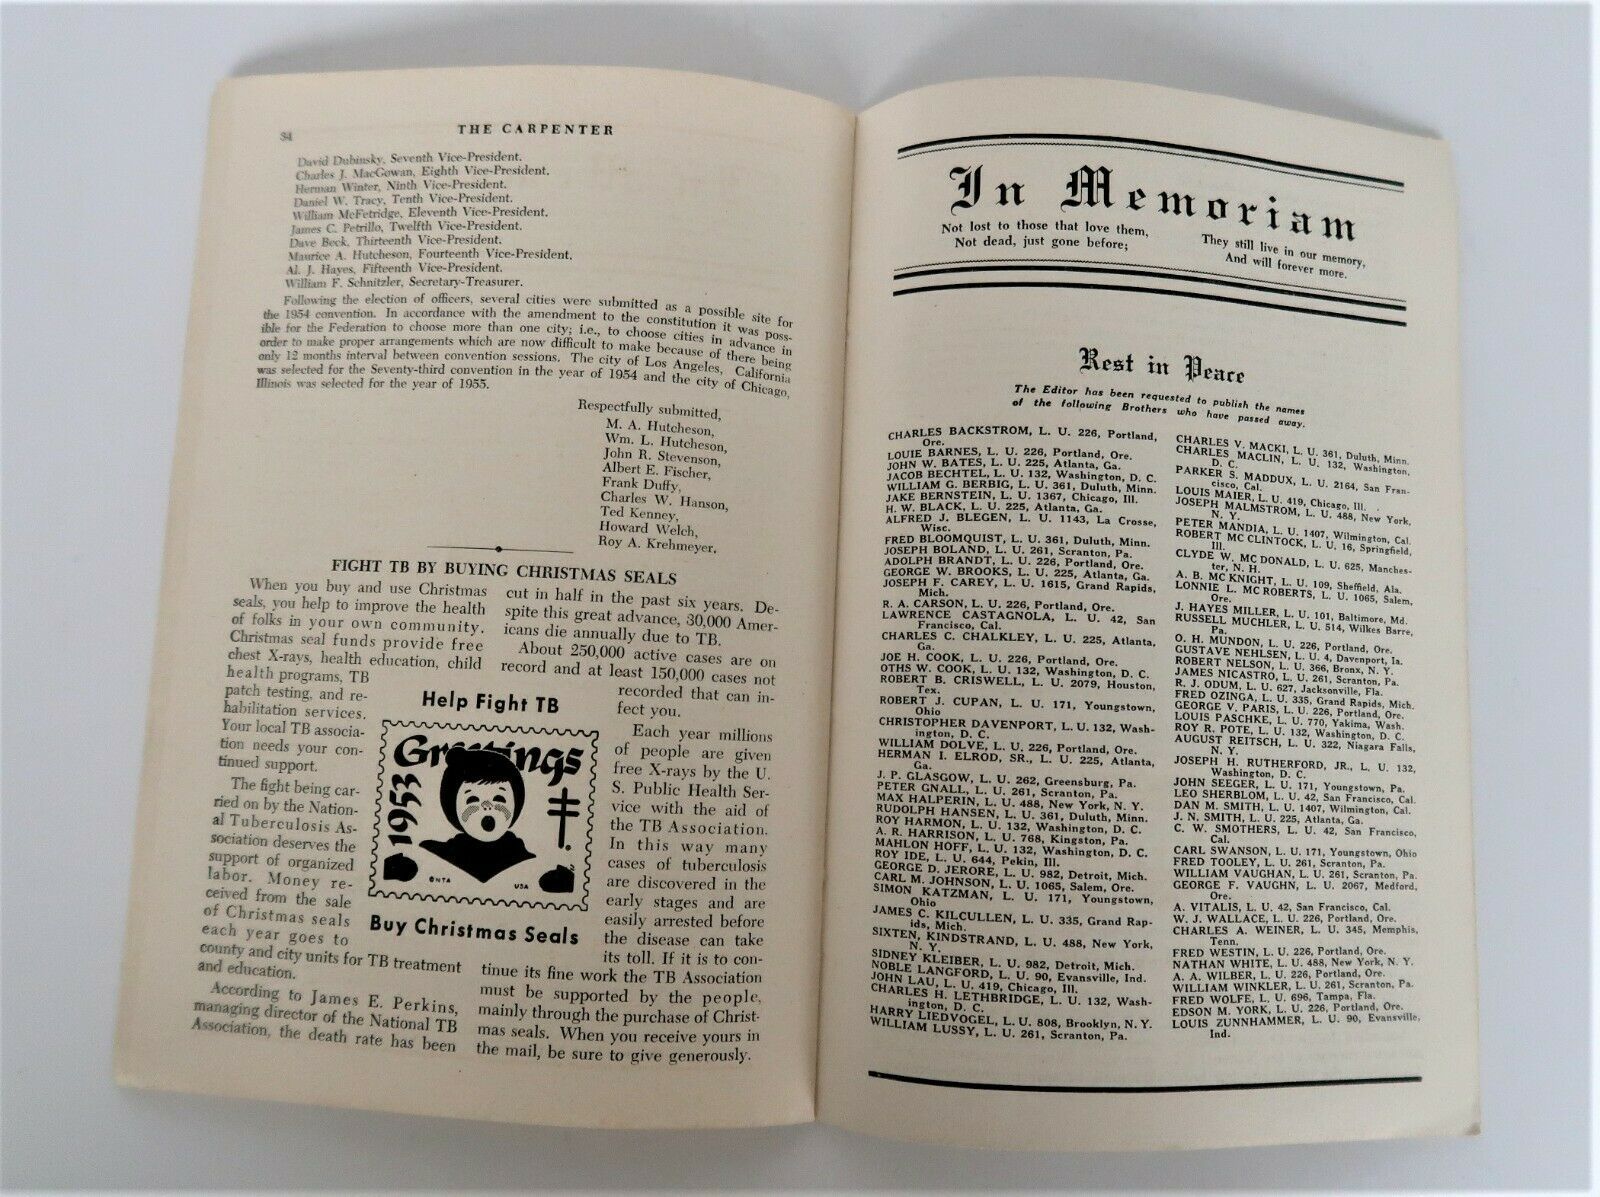 34
THE CARPENTER
David Dubinsky, Seventh Vice-President.
Charles J. MacGowan, Eighth Vice-President.
Herman Winter, Ninth Vice-President.
Daniel W. Tracy, Tenth Vice-President.
William McFetridge, Eleventh Vice-President.
James C. Petrillo, Twelfth Vice-President.
Dave Beck, Thirteenth Vice-President.
Maurice A. Hutcheson, Fourteenth Vice-President.
Al. J. Hayes, Fifteenth Vice-President.
William F. Schnitzler, Secretary-Treasurer.
Following the election of officers, several cities were submitted as a possible site for
the 1954 convention. In accordance with the amendment to the constitution it was poss-
ible for the Federation to choose more than one city; i.e., to choose cities in advance in
order to make proper arrangements which are now difficult to make because of there being
only 12 months interval between convention sessions. The city of Los Angeles, California
was selected for the Seventy-third convention in the year of 1954 and the city of Chicago,
Illinois was selected for the year of 1955.
Respectfully submitted,
M. A. Hutcheson,
Wm. L. Hutcheson,
John R. Stevenson,
Albert E. Fischer,
Frank Duffy,
Charles W. Hanson,
Ted Kenney,
Howard Welch,
Roy A. Krehmeyer.
FIGHT TB BY BUYING CHRISTMAS SEALS
When you buy and use Christmas
seals, you help to improve the health
of folks in your own community.
Christmas seal funds provide free
chest X-rays, health education, child
health programs, TB
patch testing, and re-
habilitation services.
Your local TB associa-
tion needs your con-
tinued support.
The fight being car-
ried on by the Nation-
al Tuberculosis As-
sociation deserves the
support of organized
labor. Money re-
ceived from the sale
of Christmas seals
each year goes to
county and city units for TB treatment
and education.
According to James E. Perkins,
managing director of the National TB
Association, the death rate has been
cut in half in the past six years. De-
spite this great advance, 30,000 Amer-
icans die annually due to TB.
About 250,000 active cases are on
record and at least 150,000 cases not
recorded that can in-
fect you.
Each year millions
of people are given
free X-rays by the U.
S. Public Health Ser-
vice with the aid of
the TB Association.
In this way many
cases of tuberculosis
are discovered in the
early stages and are
easily arrested before
the disease can take
its toll. If it is to con-
tinue its fine work the TB Association
must be supported by the people,
mainly through the purchase of Christ-
mas seals. When you receive yours in
the mail, be sure to give generously.
Help Fight TB
Greetings
1953
©NTA
USA
Buy Christmas Seals
In Memoriam
Not lost to those that love them,
Not dead, just gone before;
They still live in our memory,
And will forever more.
Rest in Peace
The Editor has been requested to publish the names
of the following Brothers who have passed away.
CHARLES BACKSTROM, L. U. 226, Portland,
Ore.
LOUIE BARNES, L. U. 226, Portland, Ore.
JOHN W. BATES, L. U. 225, Atlanta, Ga.
JACOB BECHTEL, L. U. 132, Washington, D. C.
WILLIAM G. BERBIG, L. U. 361, Duluth, Minn.
JAKE BERNSTEIN, L. U. 1367, Chicago, Ill.
H. W. BLACK, L. U. 225, Atlanta, Ga.
ALFRED J. BLEGEN, L. U. 1143, La Crosse,
Wisc.
FRED BLOOMQUIST, L. U. 361, Duluth, Minn.
JOSEPH BOLAND, L. U. 261, Scranton, Pa.
ADOLPH BRANDT, L. U. 226, Portland, Ore.
GEORGE W. BROOKS, L. U. 225, Atlanta, Ga.
JOSEPH F. CAREY, L. U. 1615, Grand Rapids,
Mich.
R. A. CARSON, L. U. 226, Portland, Ore.
LAWRENCE CASTAGNOLA, L. U. 42, San
Francisco, Cal.
CHARLES C. CHALKLEY, L. U. 225, Atlanta,
Ga.
JOE H. COOK, L. U. 226, Portland, Ore.
OTHS W. COOK, L. U. 132, Washington, D. C.
ROBERT B. CRISWELL, L. U. 2079, Houston,
Tex.
ROBERT J. CUPAN, L. U. 171, Youngstown,
Ohio
CHRISTOPHER DAVENPORT, L. U. 132, Wash-
ington, D. C.
WILLIAM DOLVE, L. U. 226, Portland, Ore.
HERMAN I. ELROD, SR., L. U. 225, Atlanta,
Ga.
J. P. GLASGOW, L. U. 262, Greensburg, Pa.
PETER GNALL, L. U. 261, Scranton, Pa.
MAX HALPERIN, L. U. 488, New York, N. Y.
RUDOLPH HANSEN, L. U. 361, Duluth, Minn.
ROY HARMON, L. U. 132, Washington, D. C.
A. R. HARRISON, L. U. 768, Kingston, Pa.
MAHLON HOFF, L. U. 132, Washington, D. C.
ROY IDE, L. U. 644, Pekin, Ill.
GEORGE D. JERORE, L. U. 982, Detroit, Mich.
CARL M. JOHNSON, L. U. 1065, Salem, Ore.
SIMON KATZMAN, L. U. 171, Youngstown,
Ohio
JAMES C. KILCULLEN, L. U. 335, Grand Rap-
ids, Mich.
SIXTEN, KINDSTRAND, L. U. 488, New York,
N. Y.
SIDNEY KLEIBER, L. U. 982, Detroit, Mich.
NOBLE LANGFORD, L. U. 90, Evansville, Ind.
JOHN LAU, L. U. 419, Chicago, Ill.
CHARLES H. LETHBRIDGE, L. U. 132, Wash-
ington, D. C.
HARRY LIEDVOGEL, L. U. 808, Brooklyn, N. Y.
WILLIAM LUSSY, L. U. 261, Scranton, Pa.
CHARLES V. MACKI, L. U. 361, Duluth, Minn.
CHARLES MACLIN, L. U. 132, Washington,
D. C.
PARKER S. MADDUX, L. U. 2164, San Fran-
cisco, Cal.
LOUIS MAIER, L. U. 419, Chicago, Ill.
JOSEPH MALMSTROM, L. U. 488, New York,
N. Y.
PETER MANDIA, L. U. 1407, Wilmington, Cal.
ROBERT MC CLINTOCK, L. U. 16, Springfield,
Ill.
CLYDE W. MC DONALD, L. U. 625, Manches-
ter, N. H.
A. B. MC KNIGHT, L. U. 109, Sheffield, Ala.
LONNIE L. MC ROBERTS, L. U. 1065, Salem,
Ore.
J. HAYES MILLER, L. U. 101, Baltimore, Md.
RUSSELL MUCHLER, L. U. 514, Wilkes Barre,
Pa.
O. H. MUNDON, L. U. 226, Portland, Ore.
GUSTAVE NEHLSEN, L. U. 4, Davenport, Ia.
ROBERT NELSON, L. U. 366, Bronx, N. Y.
JAMES NICASTRO, L. U. 261, Scranton, Pa.
R. J. ODUM, L. U. 627, Jacksonville, Fla.
FRED OZINGA, L. U. 335, Grand Rapids, Mich.
GEORGE V. PARIS, L. U. 226, Portland, Ore.
LOUIS PASCHKE, L. U. 770, Yakima, Wash.
ROY R. POTE, L. U. 132, Washington, D. C.
AUGUST REITSCH, L. U. 322, Niagara Falls,
N. Y.
JOSEPH H. RUTHERFORD, JR., L. U. 132,
Washington, D. C.
JOHN SEEGER, L. U. 171, Youngstown, Pa.
LEO SHERBLOM, L. U. 42, San Francisco, Cal.
DAN M. SMITH, L. U. 1407, Wilmington, Cal.
J. N. SMITH, L. U. 225, Atlanta, Ga.
C. W. SMOTHERS, L. U. 42, San Francisco,
Cal.
CARL SWANSON, L. U. 171, Youngstown, Ohio
FRED TOOLEY, L. U. 261, Scranton, Pa.
WILLIAM VAUGHAN, L. U. 261, Scranton, Pa.
GEORGE F. VAUGHN, L. U. 2067, Medford,
Ore.
A. VITALIS, L. U. 42, San Francisco, Cal.
W. J. WALLACE, L. U. 226, Portland, Ore.
CHARLES A. WEINER, L. U. 345, Memphis,
Tenn.
FRED WESTIN, L. U. 226, Portland, Ore.
NATHAN WHITE, L. U. 488, New York, N. Y.
A. A. WILBER, L. U. 226, Portland, Ore.
WILLIAM WINKLER, L. U. 261, Scranton, Pa.
FRED WOLFE, L. U. 696, Tampa, Fla.
EDSON M. YORK, L. U. 226, Portland, Ore.
LOUIS ZUNNHAMMER, L. U. 90, Evansville,
Ind.